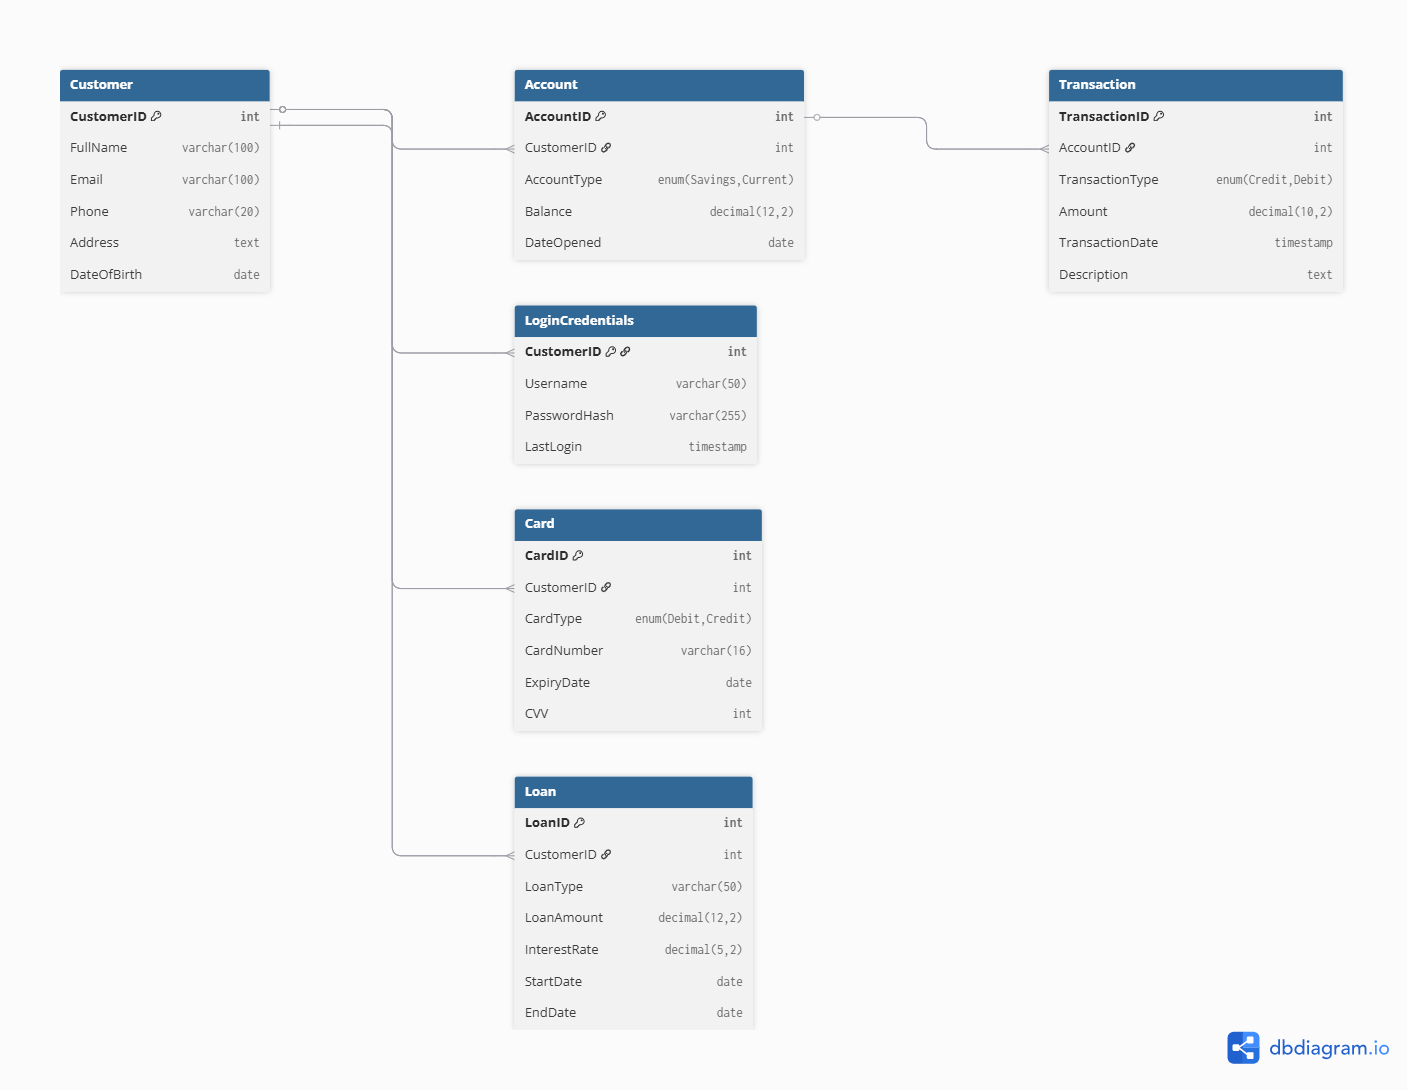 Customer
CustomerID int
FullName varchar(100)
Email varchar(100)
Phone varchar(20)
Address text
DateOfBirth date
Account
AccountID int
CustomerID int
AccountType enum(Savings,Current)
Balance decimal(12,2)
DateOpened date
Transaction
TransactionID int
AccountID int
TransactionType enum(Credit,Debit)
Amount decimal(10,2)
TransactionDate timestamp
Description text
LoginCredentials
CustomerID int
Username varchar(50)
PasswordHash varchar(255)
LastLogin timestamp
Card
CardID int
CustomerID int
CardType enum(Debit,Credit)
CardNumber varchar(16)
ExpiryDate date
CVV int
Loan
LoanID int
CustomerID int
LoanType varchar(50)
LoanAmount decimal(12,2)
InterestRate decimal(5,2)
StartDate date
EndDate date
dbdiagram.io